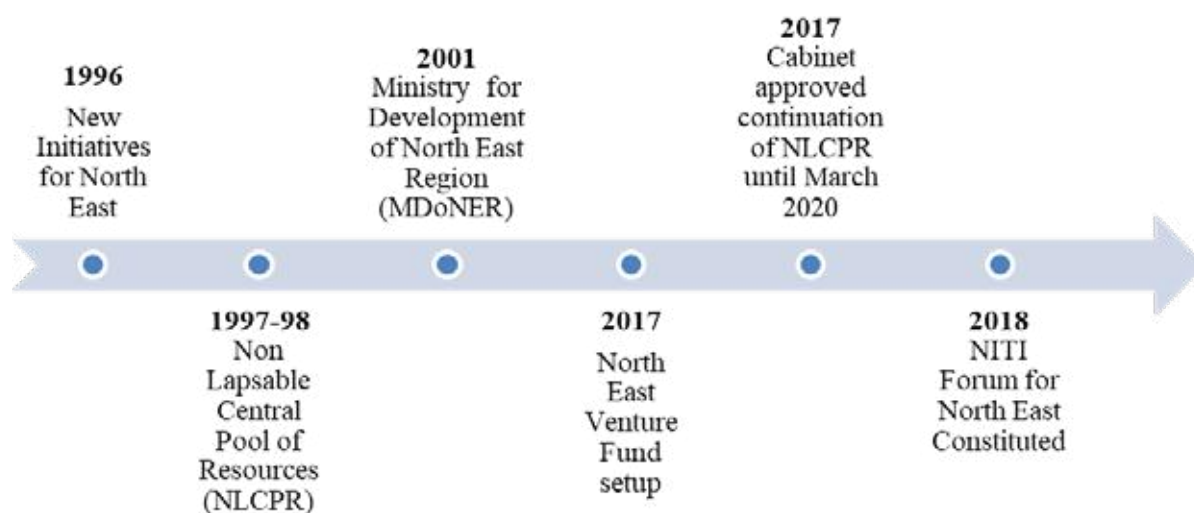 1996
New
Initiatives
for North
East
1997-98
Non
Lapsable
Central
Pool of
Resources
(NLCPR)
2001
Ministry for
Development
of North East
Region
(MDoNER)
2017
North
East
Venture
Fund
setup
2017
Cabinet
approved
continuation
of NLCPR
until March
2020
2018
NITI
Forum for
North East
Constituted